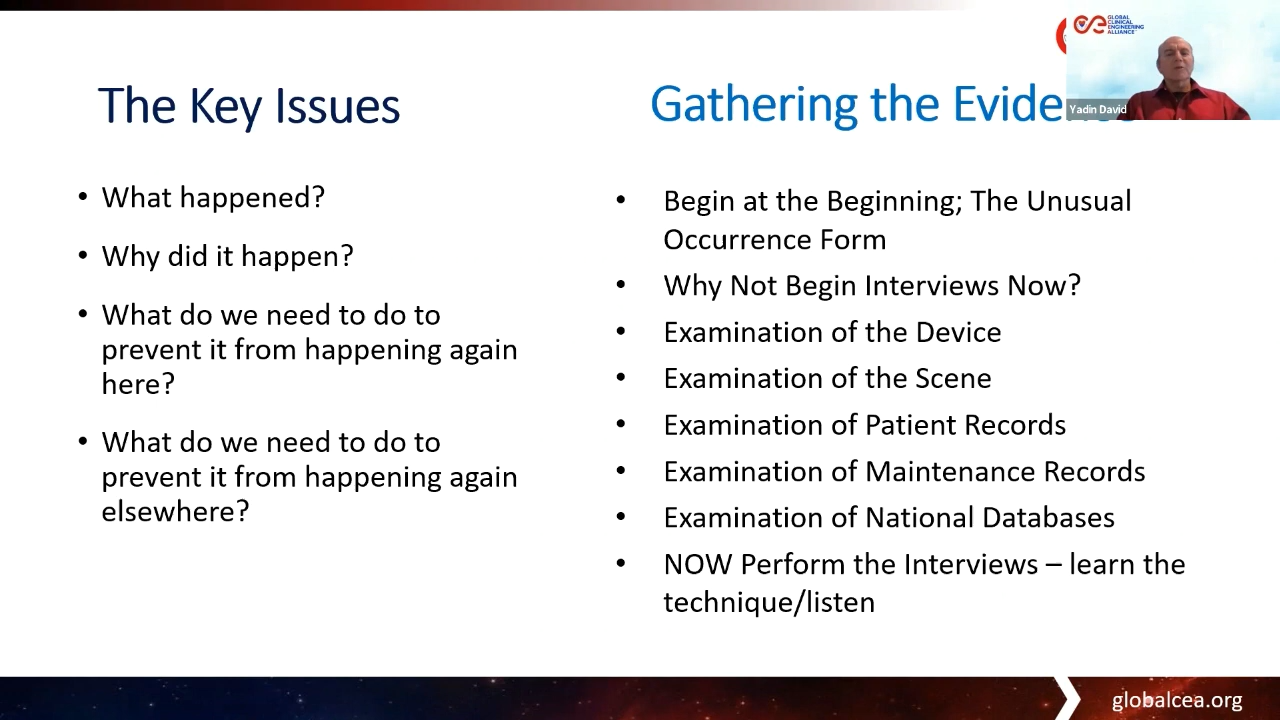 GLOBAL
CLINICAL
ENGINEERING
ALLIANCE
Yadin David
The Key Issues
• What happened?
• Why did it happen?
• What do we need to do to
prevent it from happening again
here?
• What do we need to do to
prevent it from happening again
elsewhere?
Gathering the
• Begin at the Beginning; The Unusual
Occurrence Form
• Why Not Begin Interviews Now?
• Examination of the Device
• Examination of the Scene
• Examination of Patient Records
• Examination of Maintenance Records
• Examination of National Databases
• NOW Perform the Interviews – learn the
technique/listen
globalcea.org